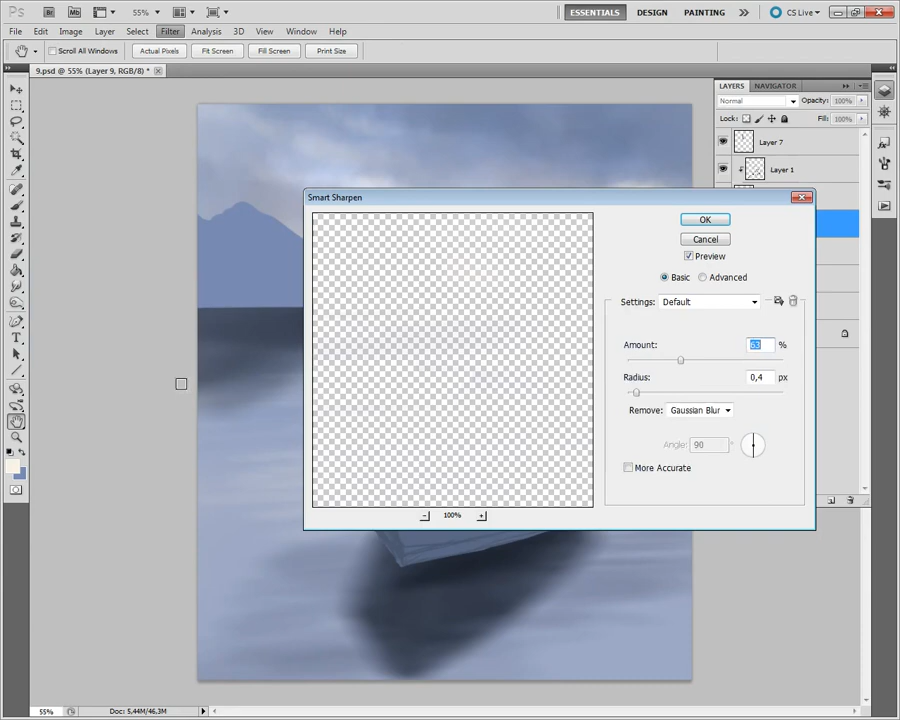 Ps Br Mb 55% ESSENTIALS DESIGN PAINTING CS Live
File Edit Image Layer Select Filter Analysis 3D View Window Help
Scroll All Windows Actual Pixels Fit Screen Fill Screen Print Size
9.psd @ 55% (Layer 9, RGB/8) *
LAYERS NAVIGATOR
Normal Opacity: 100%
Lock: Fill: 100%
Layer 7
Layer 1
Smart Sharpen
OK
Cancel
Preview
Basic Advanced
Settings: Default
Amount: 63 %
Radius: 0,4 px
Remove: Gaussian Blur
Angle: 90 °
More Accurate
100%
55% Doc: 5,44M/46,3M